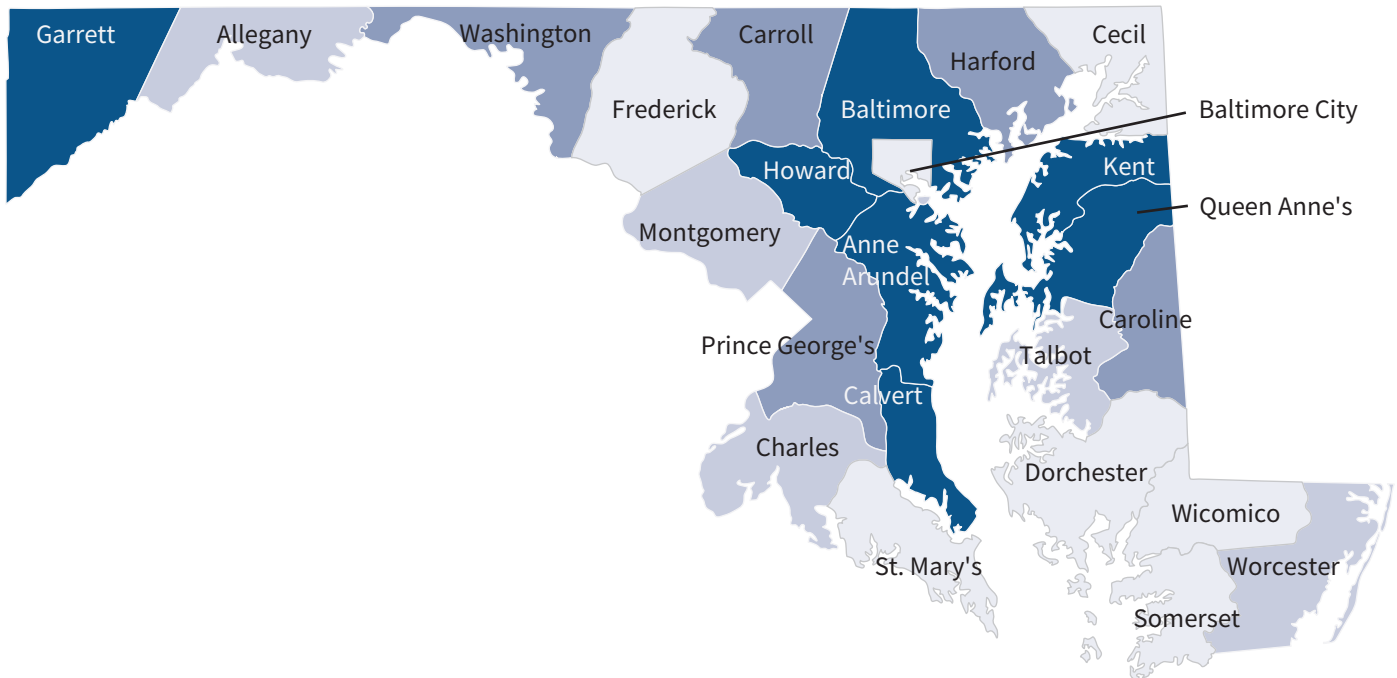 Garrett
Allegany
Washington
Carroll
Cecil
Harford
Frederick
Baltimore
Baltimore City
Howard
Kent
Queen Anne's
Montgomery
Anne
Arundel
Caroline
Prince George's
Talbot
Calvert
Charles
Dorchester
Wicomico
St. Mary's
Worcester
Somerset